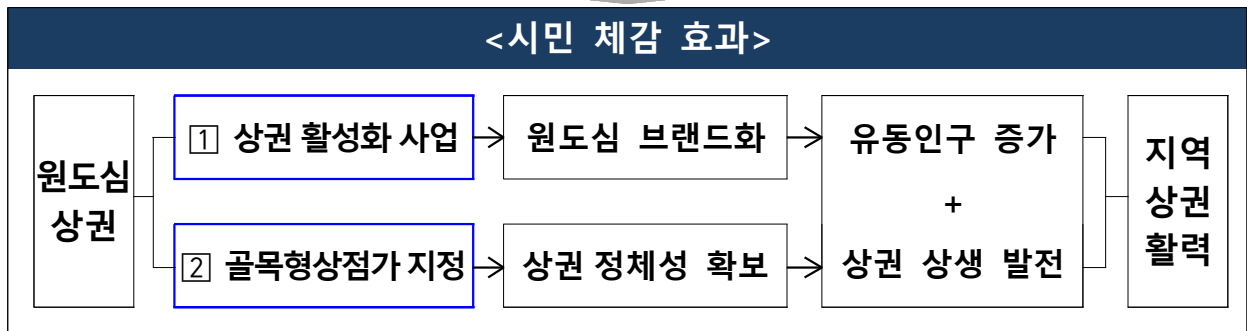 <시민 체감 효과>
원도심
상권
1 상권 활성화 사업
원도심 브랜드화
2 골목형상점가 지정
상권 정체성 확보
유동인구 증가
+
상권 상생 발전
지역
상권
활력